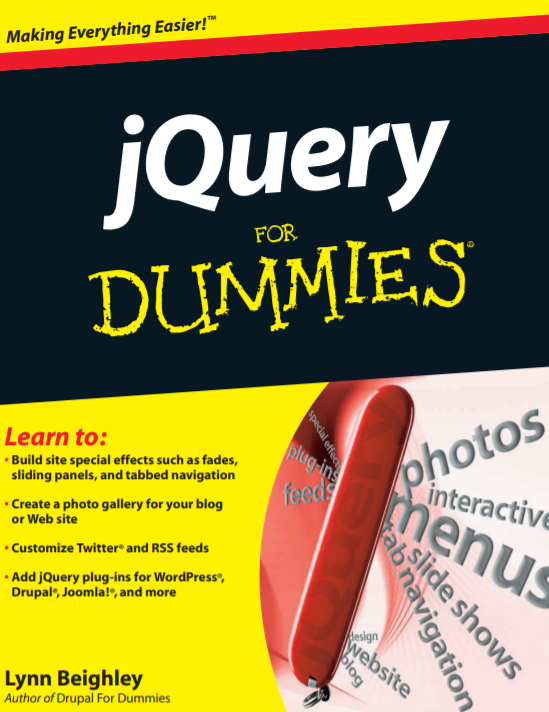 Making Everything Easier!™
jQuery
FOR
DUMMIES®
Learn to:
• Build site special effects such as fades,
sliding panels, and tabbed navigation
• Create a photo gallery for your blog
or Web site
• Customize Twitter® and RSS feeds
• Add jQuery plug-ins for WordPress®,
Drupal®, Joomla!®, and more
Lynn Beighley
Author of Drupal For Dummies
special effects
plug-ins
feeds
jQuery
photos
interactive
menus
tab navigation
slide shows
design
website
blog